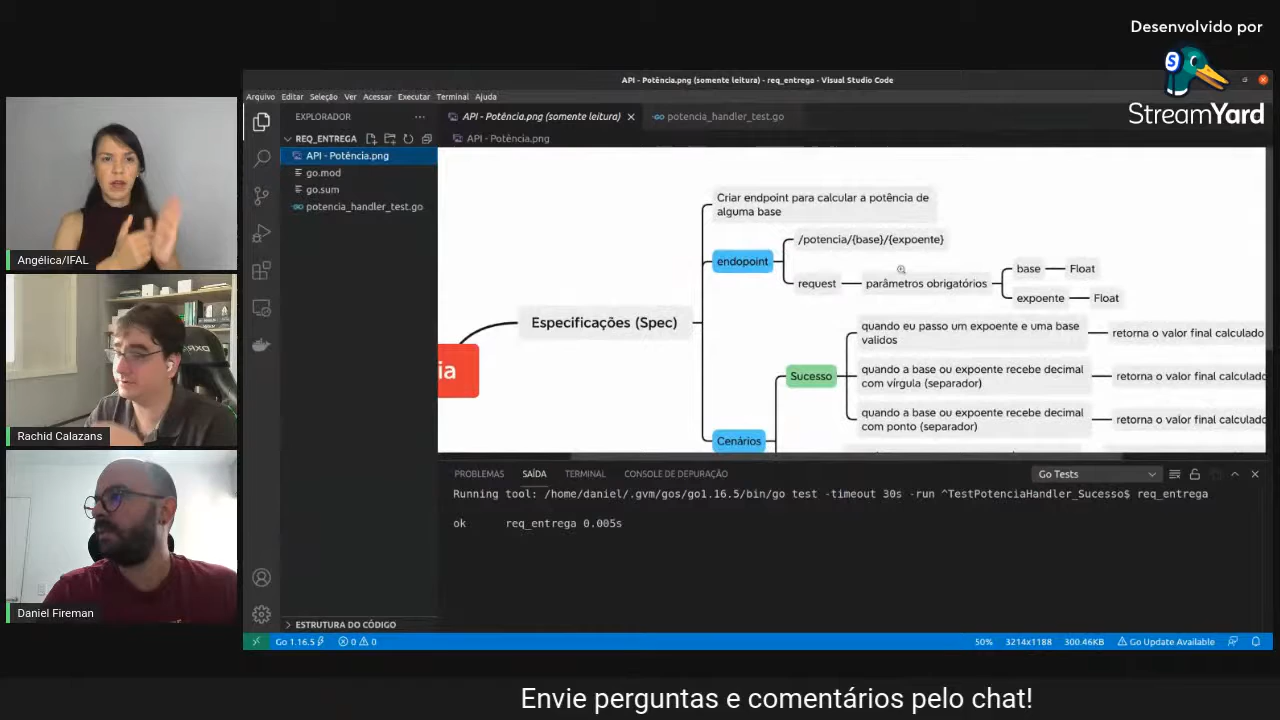 Desenvolvido por
StreamYard
API - Potência.png (somente leitura) - req_entrega - Visual Studio Code
Arquivo Editar Seleção Ver Acessar Executar Terminal Ajuda
EXPLORADOR
API - Potência.png (somente leitura)
potencia_handler_test.go
REQ_ENTREGA
API - Potência.png
API - Potência.png
go.mod
go.sum
potencia_handler_test.go
Criar endpoint para calcular a potência de
alguma base
/potencia/{base}/{expoente}
endopoint
request
parâmetros obrigatórios
base
Float
expoente
Float
Especificações (Spec)
ia
quando eu passo um expoente e uma base
validos
retorna o valor final calculado
Sucesso
quando a base ou expoente recebe decimal
com vírgula (separador)
retorna o valor final calculado
quando a base ou expoente recebe decimal
com ponto (separador)
retorna o valor final calculado
Cenários
PROBLEMAS SAÍDA TERMINAL CONSOLE DE DEPURAÇÃO
Go Tests
Running tool: /home/daniel/.gvm/gos/go1.16.5/bin/go test -timeout 30s -run ^TestPotenciaHandler_Sucesso$ req_entrega
ok req_entrega 0.005s
ESTRUTURA DO CÓDIGO
Go 1.16.5 0 0
50% 3214x1188 300.46KB Go Update Available
Angélica/IFAL
Rachid Calazans
Daniel Fireman
Envie perguntas e comentários pelo chat!